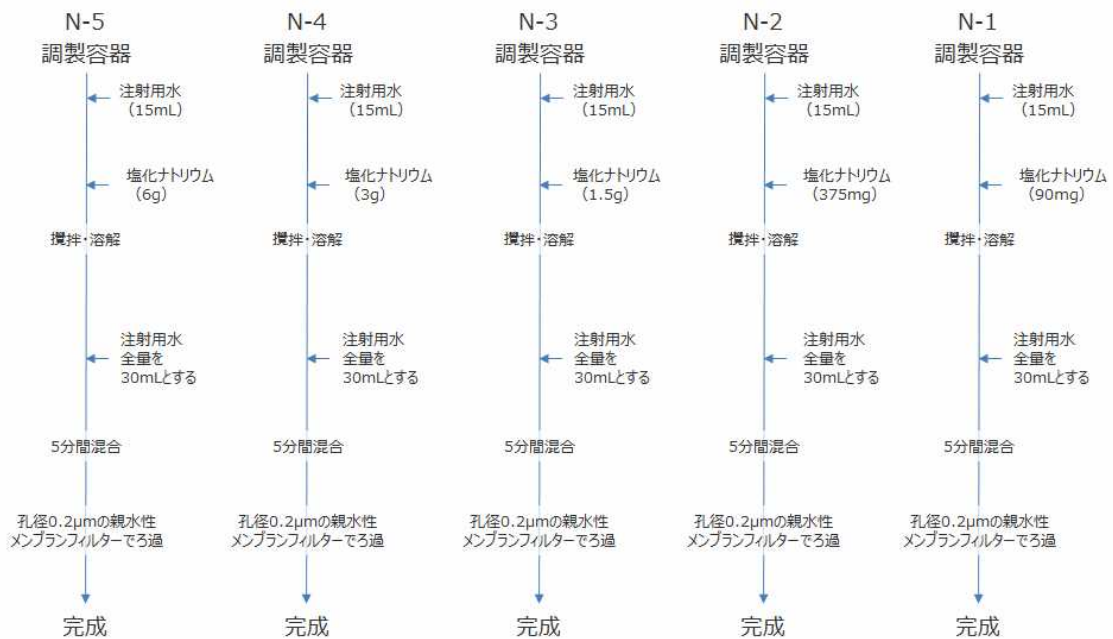 N-5
調製容器
注射用水
（15mL）
塩化ナトリウム
（6g）
攪拌・溶解
注射用水
全量を
30mLとする
5分間混合
孔径0.2μmの親水性
メンブランフィルターでろ過
完成
N-4
調製容器
注射用水
（15mL）
塩化ナトリウム
（3g）
攪拌・溶解
注射用水
全量を
30mLとする
5分間混合
孔径0.2μmの親水性
メンブランフィルターでろ過
完成
N-3
調製容器
注射用水
（15mL）
塩化ナトリウム
（1.5g）
攪拌・溶解
注射用水
全量を
30mLとする
5分間混合
孔径0.2μmの親水性
メンブランフィルターでろ過
完成
N-2
調製容器
注射用水
（15mL）
塩化ナトリウム
（375mg）
攪拌・溶解
注射用水
全量を
30mLとする
5分間混合
孔径0.2μmの親水性
メンブランフィルターでろ過
完成
N-1
調製容器
注射用水
（15mL）
塩化ナトリウム
（90mg）
攪拌・溶解
注射用水
全量を
30mLとする
5分間混合
孔径0.2μmの親水性
メンブランフィルターでろ過
完成